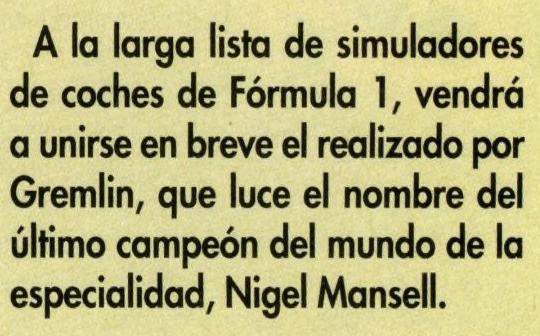 A la larga lista de simuladores
de coches de Fórmula 1, vendrá
a unirse en breve el realizado por
Gremlin, que luce el nombre del
último campeón del mundo de la
especialidad, Nigel Mansell.